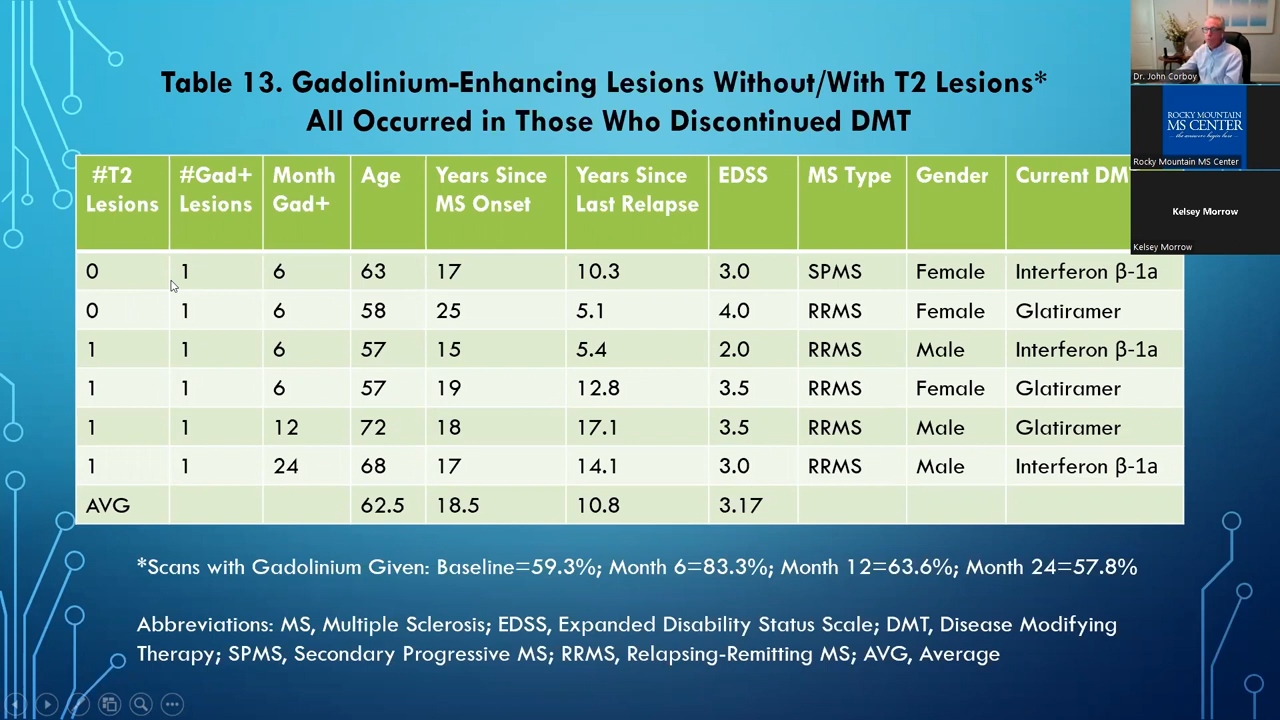 Table 13. Gadolinium-Enhancing Lesions Without/With T2 Lesions*
All Occurred in Those Who Discontinued DMT
#T2 Lesions #Gad+ Lesions Month Gad+ Age Years Since MS Onset Years Since Last Relapse EDSS MS Type Gender Current DM
0 1 6 63 17 10.3 3.0 SPMS Female Interferon β-1a
0 1 6 58 25 5.1 4.0 RRMS Female Glatiramer
1 1 6 57 15 5.4 2.0 RRMS Male Interferon β-1a
1 1 6 57 19 12.8 3.5 RRMS Female Glatiramer
1 1 12 72 18 17.1 3.5 RRMS Male Glatiramer
1 1 24 68 17 14.1 3.0 RRMS Male Interferon β-1a
AVG 62.5 18.5 10.8 3.17
*Scans with Gadolinium Given: Baseline=59.3%; Month 6=83.3%; Month 12=63.6%; Month 24=57.8%
Abbreviations: MS, Multiple Sclerosis; EDSS, Expanded Disability Status Scale; DMT, Disease Modifying
Therapy; SPMS, Secondary Progressive MS; RRMS, Relapsing-Remitting MS; AVG, Average
Dr. John Corboy
ROCKY MOUNTAIN
MS CENTER
the answers begin here
Rocky Mountain MS Center
Kelsey Morrow
Kelsey Morrow